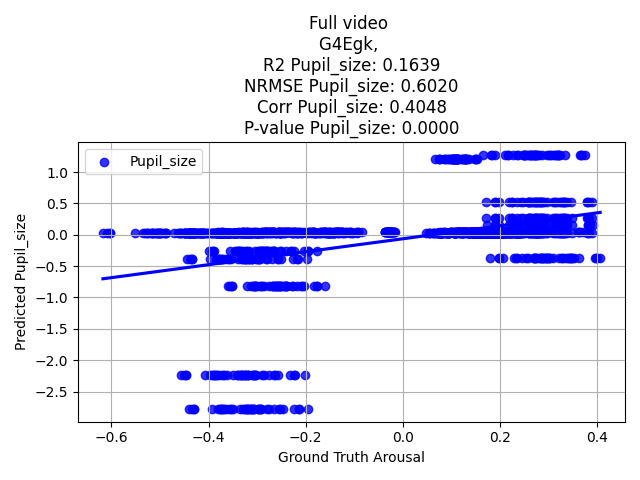 Full video
G4Egk,
R2 Pupil_size: 0.1639
NRMSE Pupil_size: 0.6020
Corr Pupil_size: 0.4048
P-value Pupil_size: 0.0000
Pupil_size
1.0
0.5
0.0
−0.5
−1.0
−1.5
−2.0
−2.5
Predicted Pupil_size
−0.6
−0.4
−0.2
0.0
0.2
0.4
Ground Truth Arousal